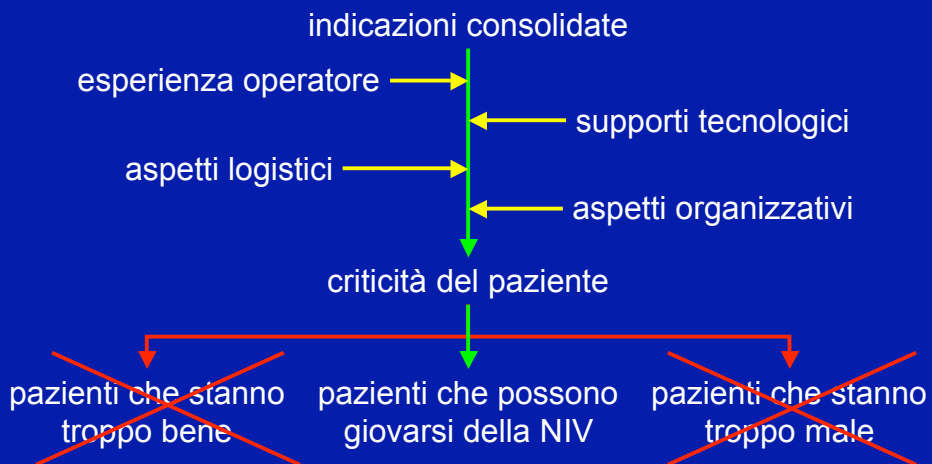 indicazioni consolidate
esperienza operatore
supporti tecnologici
aspetti logistici
aspetti organizzativi
criticità del paziente
pazienti che stanno
troppo bene
pazienti che possono
giovarsi della NIV
pazienti che stanno
troppo male